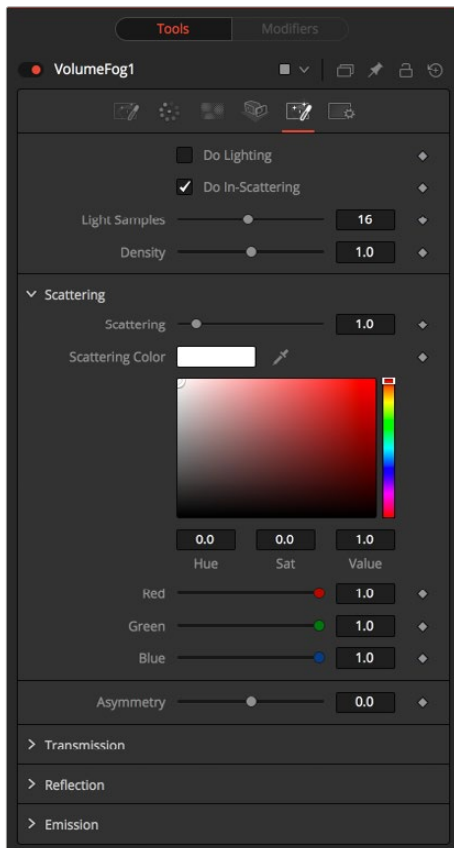 Tools Modifiers
VolumeFog1
Do Lighting
Do In-Scattering
Light Samples 16
Density 1.0
Scattering
Scattering 1.0
Scattering Color
0.0 0.0 1.0
Hue Sat Value
Red 1.0
Green 1.0
Blue 1.0
Asymmetry 0.0
Transmission
Reflection
Emission